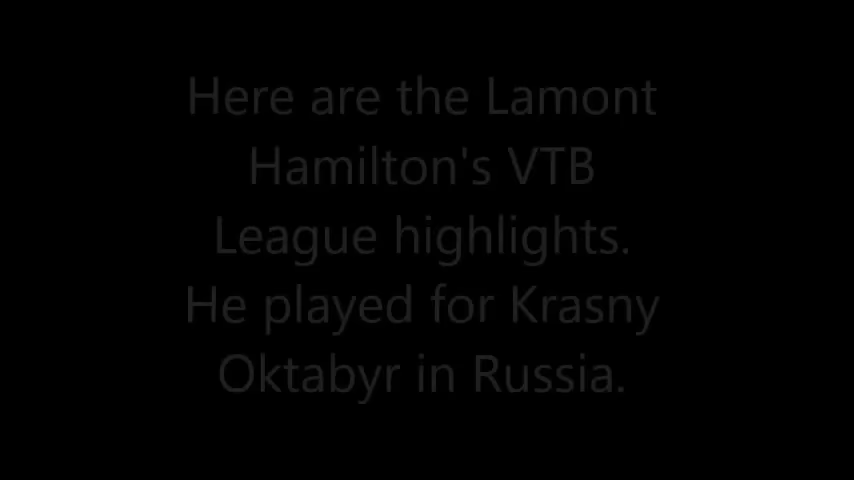 Here are the Lamont
Hamilton's VTB
League highlights.
He played for Krasny
Oktabyr in Russia.